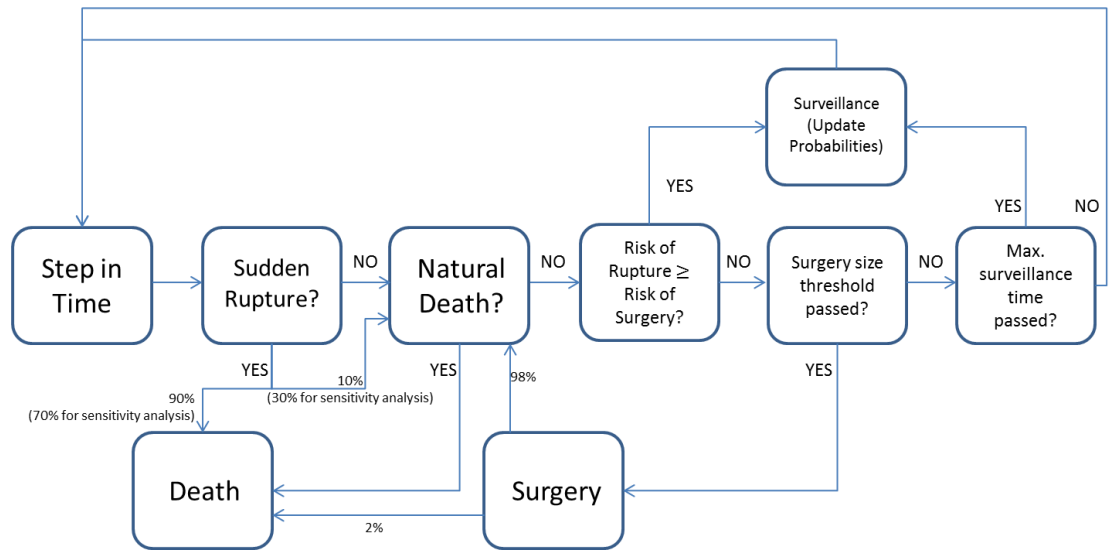 Surveillance
(Update
Probabilities)
YES
YES
NO
Step in
Time
Sudden
Rupture?
NO
Natural
Death?
NO
Risk of
Rupture ≥
Risk of
Surgery?
NO
Surgery size
threshold
passed?
NO
Max.
surveillance
time
passed?
YES
10%
(30% for sensitivity analysis)
90%
(70% for sensitivity analysis)
YES
98%
YES
Death
Surgery
2%